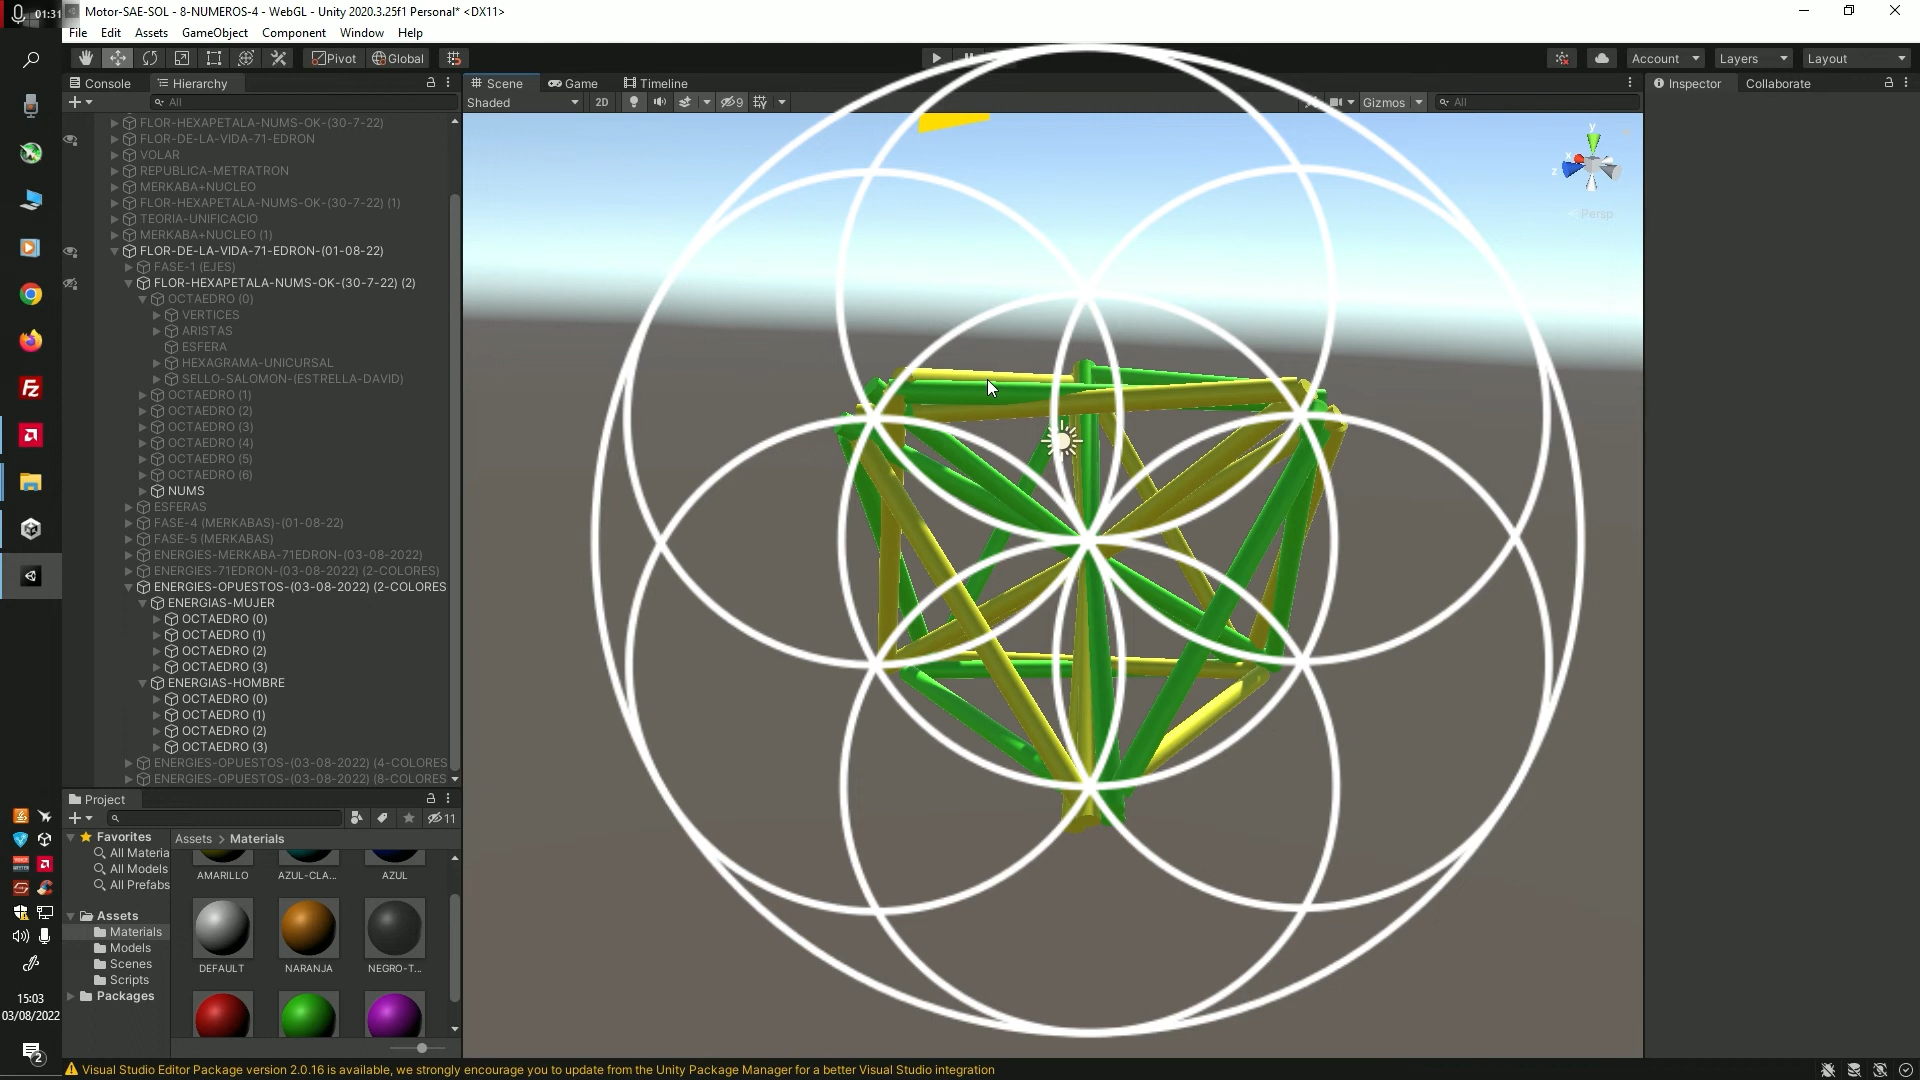 01:31
Motor-SAE-SOL - 8-NUMEROS-4 - WebGL - Unity 2020.3.25f1 Personal* <DX11>
File Edit Assets GameObject Component Window Help
Pivot Global Account Layers Layout
Console Hierarchy Scene Game Timeline Inspector Collaborate
All Shaded 2D 9 Gizmos All
FLOR-HEXAPETALA-NUMS-OK-(30-7-22)
FLOR-DE-LA-VIDA-71-EDRON
VOLAR
REPUBLICA-METRATRON
MERKABA+NUCLEO
FLOR-HEXAPETALA-NUMS-OK-(30-7-22) (1)
TEORIA-UNIFICACIO
MERKABA+NUCLEO (1)
FLOR-DE-LA-VIDA-71-EDRON-(01-08-22)
FASE-1 (EJES)
FLOR-HEXAPETALA-NUMS-OK-(30-7-22) (2)
OCTAEDRO (0)
VERTICES
ARISTAS
ESFERA
HEXAGRAMA-UNICURSAL
SELLO-SALOMON-(ESTRELLA-DAVID)
OCTAEDRO (1)
OCTAEDRO (2)
OCTAEDRO (3)
OCTAEDRO (4)
OCTAEDRO (5)
OCTAEDRO (6)
NUMS
ESFERAS
FASE-4 (MERKABAS)-(01-08-22)
FASE-5 (MERKABAS)
ENERGIES-MERKABA-71EDRON-(03-08-2022)
ENERGIES-71EDRON-(03-08-2022) (2-COLORES)
ENERGIES-OPUESTOS-(03-08-2022) (2-COLORES
ENERGIAS-MUJER
OCTAEDRO (0)
OCTAEDRO (1)
OCTAEDRO (2)
OCTAEDRO (3)
ENERGIAS-HOMBRE
OCTAEDRO (0)
OCTAEDRO (1)
OCTAEDRO (2)
OCTAEDRO (3)
ENERGIES-OPUESTOS-(03-08-2022) (4-COLORES
ENERGIES-OPUESTOS-(03-08-2022) (8-COLORES
y
x
z
Persp
Project
11
Favorites
All Materia
All Models
All Prefabs
Assets
Materials
Models
Scenes
Scripts
Packages
Assets > Materials
AMARILLO AZUL-CLA... AZUL
DEFAULT NARANJA NEGRO-T...
15:03
03/08/2022
2
Visual Studio Editor Package version 2.0.16 is available, we strongly encourage you to update from the Unity Package Manager for a better Visual Studio integration